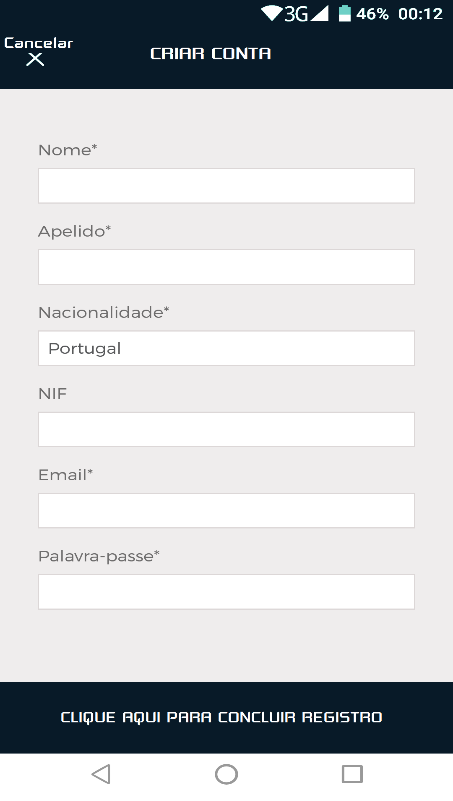 3G 46% 00:12
Cancelar
CRIAR CONTA
Nome*
Apelido*
Nacionalidade*
Portugal
NIF
Email*
Palavra-passe*
CLIQUE AQUI PARA CONCLUIR REGISTRO